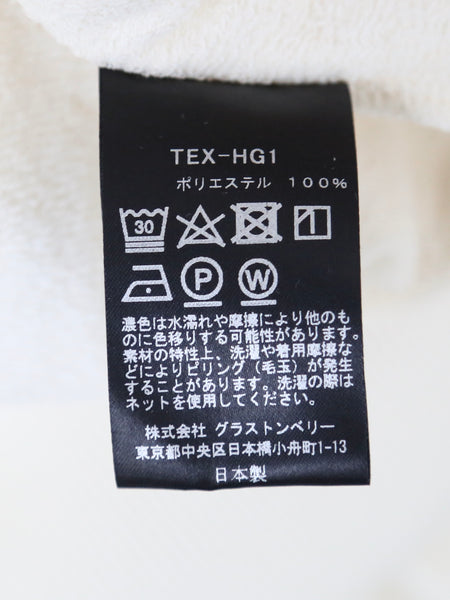 TEX-HG1
ポリエステル 100%
30
P W
濃色は水濡れや摩擦により他のも
のに色移りする可能性があります。
素材の特性上、洗濯や着用摩擦な
どによりピリング(毛玉)が発生
することがあります。洗濯の際は
ネットを使用してください。
株式会社 グラストンベリー
東京都中央区日本橋小舟町1-13
日本製